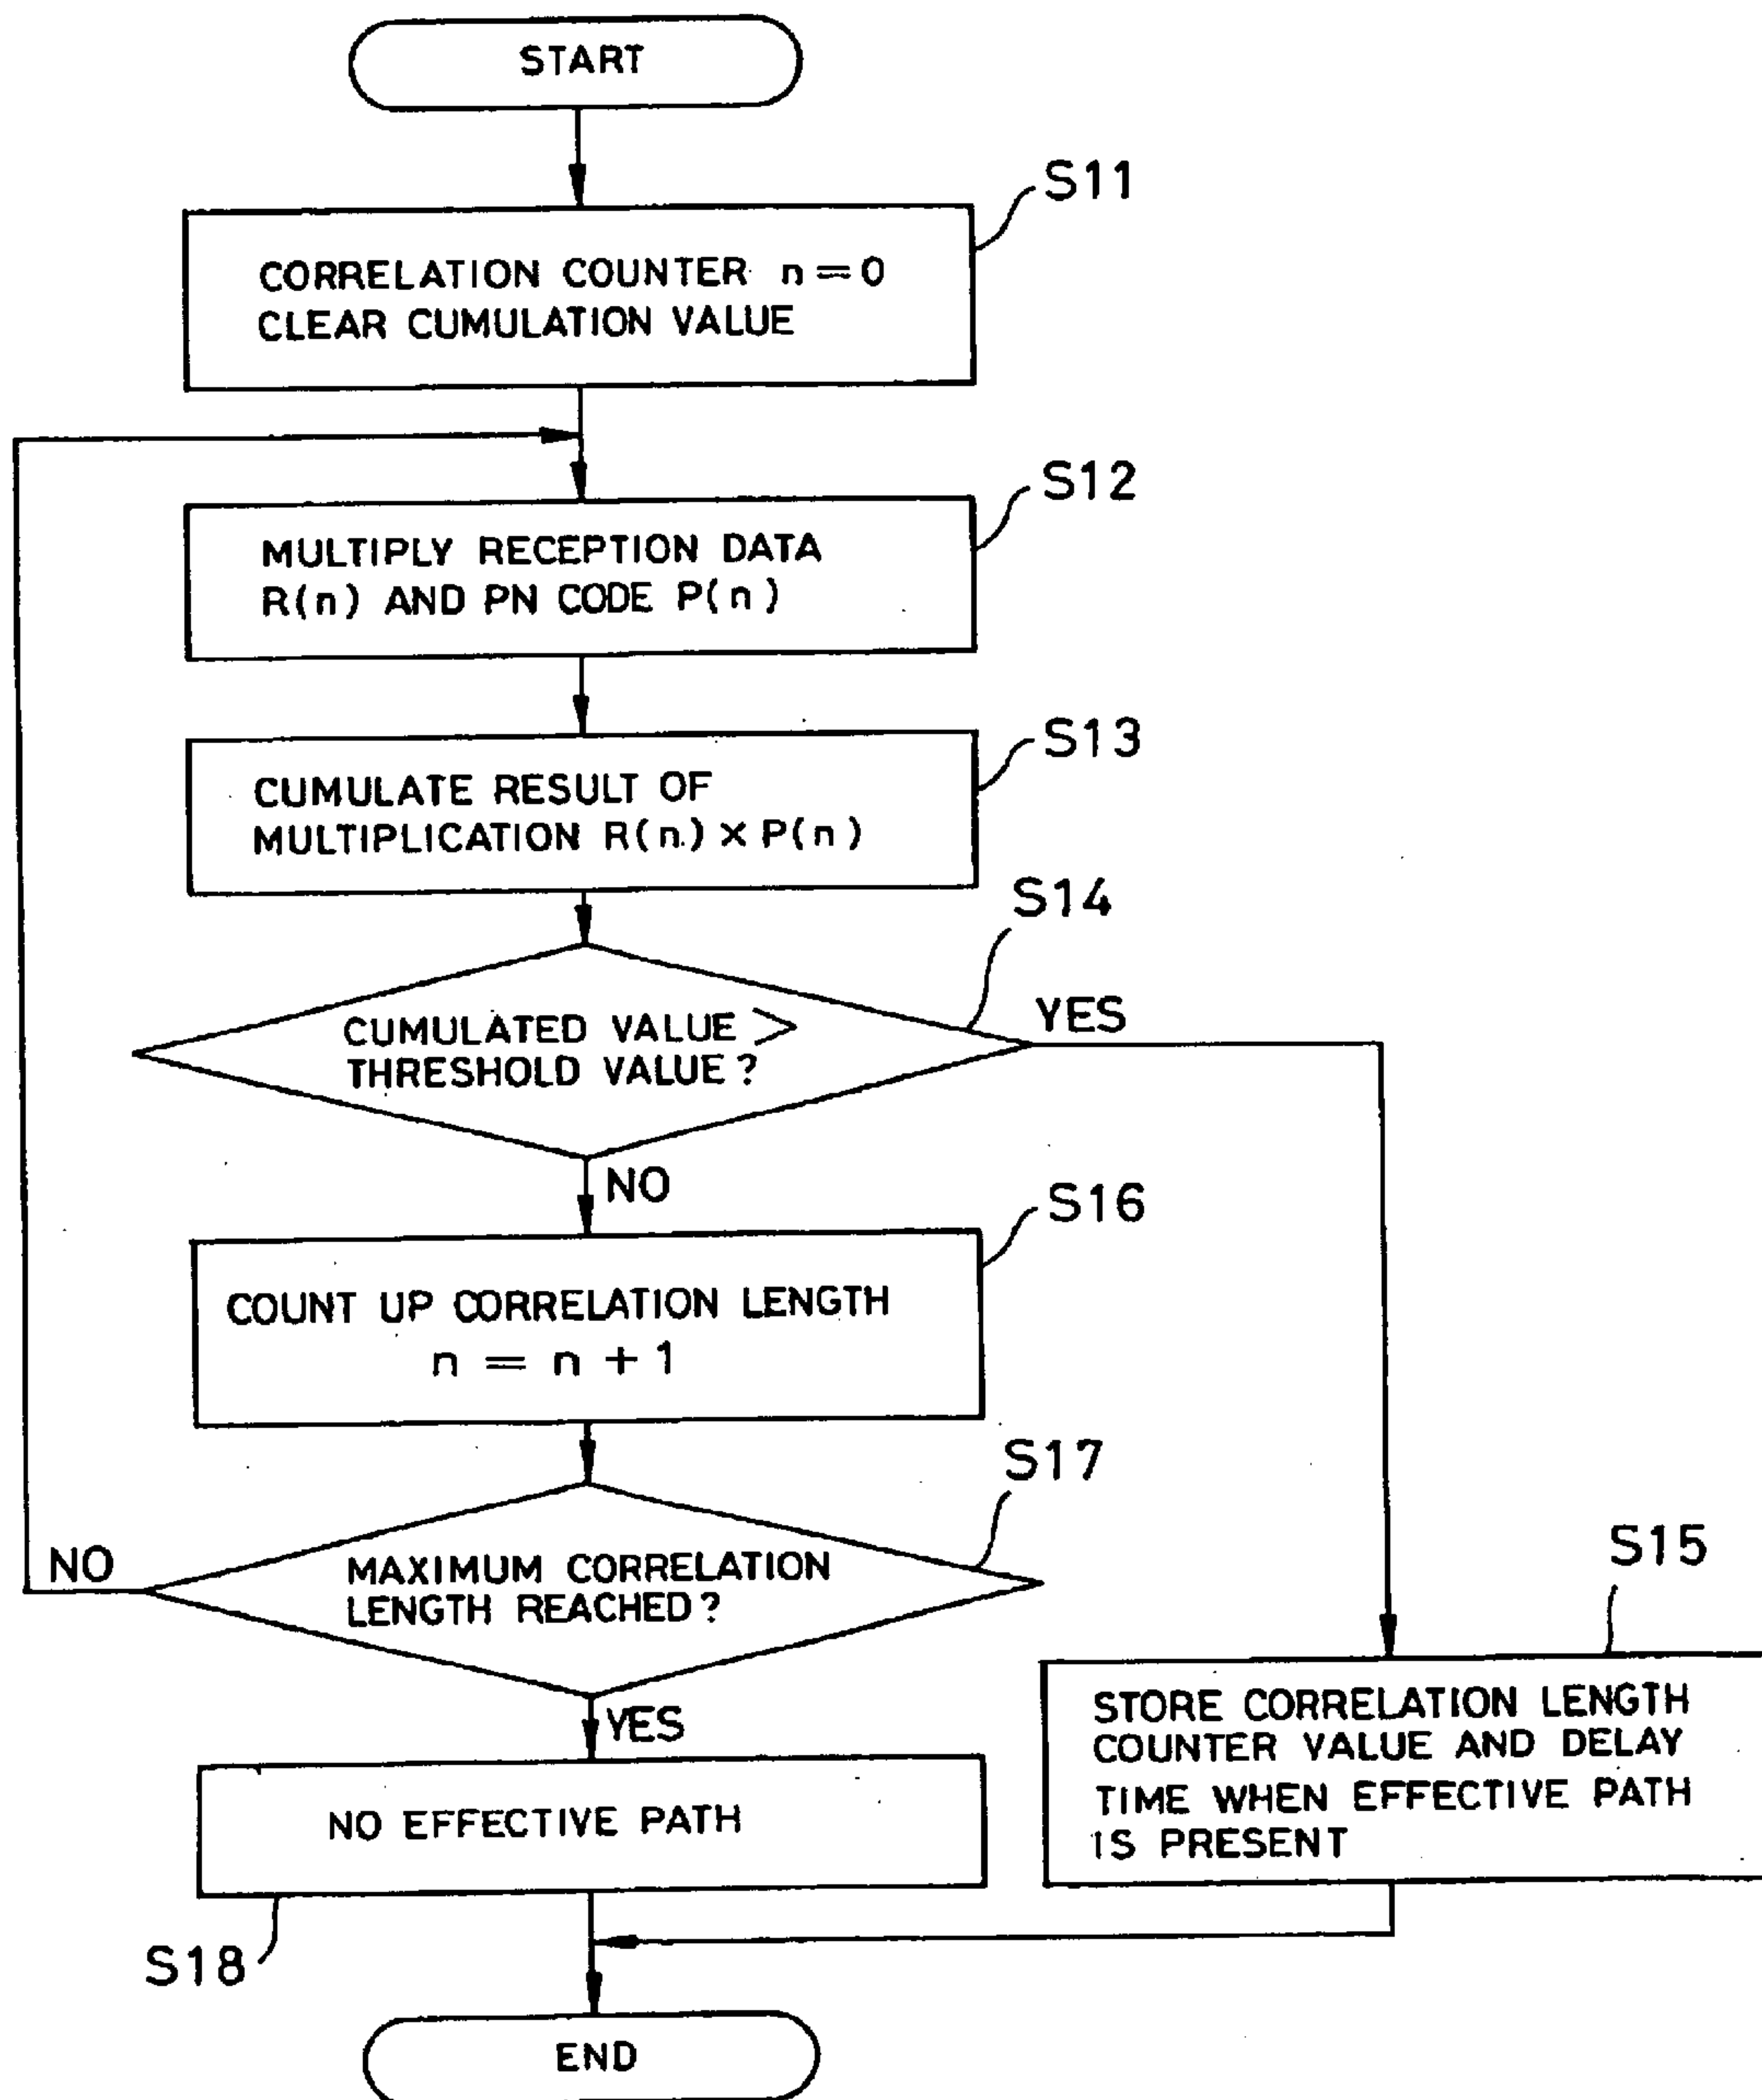 START
S11
CORRELATION COUNTER n=0
CLEAR CUMULATION VALUE
S12
MULTIPLY RECEPTION DATA
R(n) AND PN CODE P(n)
S13
CUMULATE RESULT OF
MULTIPLICATION R(n) × P(n)
S14
CUMULATED VALUE >
THRESHOLD VALUE?
YES
NO
S16
COUNT UP CORRELATION LENGTH
n = n + 1
S17
MAXIMUM CORRELATION
LENGTH REACHED?
NO
YES
S15
STORE CORRELATION LENGTH
COUNTER VALUE AND DELAY
TIME WHEN EFFECTIVE PATH
IS PRESENT
NO EFFECTIVE PATH
S18
END